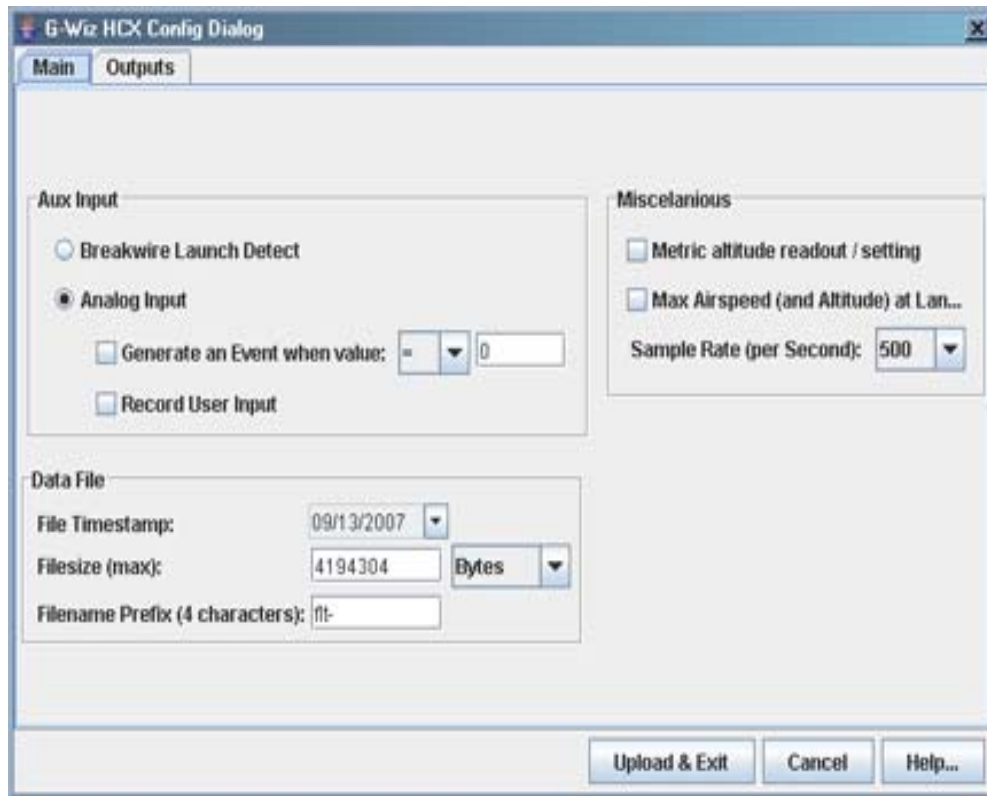 G-Wiz HCX Config Dialog
Main Outputs
Aux Input
Breakwire Launch Detect
Analog Input
Generate an Event when value: = 0
Record User Input
Miscelanious
Metric altitude readout / setting
Max Airspeed (and Altitude) at Lan...
Sample Rate (per Second): 500
Data File
File Timestamp: 09/13/2007
Filesize (max): 4194304 Bytes
Filename Prefix (4 characters): flt-
Upload & Exit Cancel Help...